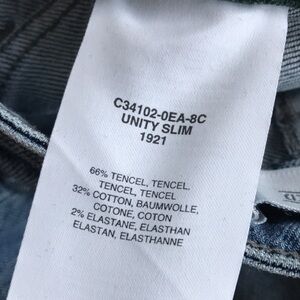 C34102-0EA-8C
UNITY SLIM
1921
66% TENCEL, TENCEL,
TENCEL, TENCEL
32% COTTON, BAUMWOLLE,
COTONE, COTON
2% ELASTANE, ELASTHAN
ELASTAN, ELASTHANNE